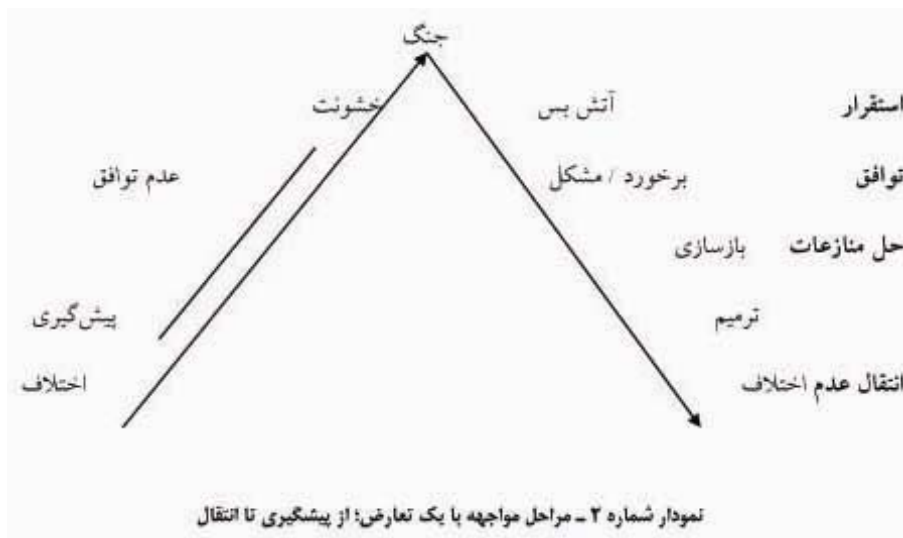 جنگ
استقرار آتش بس خشونت
توافق برخورد / مشکل عدم توافق
حل منازعات بازسازی
ترمیم پیش‌گیری
انتقال عدم اختلاف اختلاف
نمودار شماره ۲ ـ مراحل مواجهه با یک تعارض؛ از پیشگیری تا انتقال